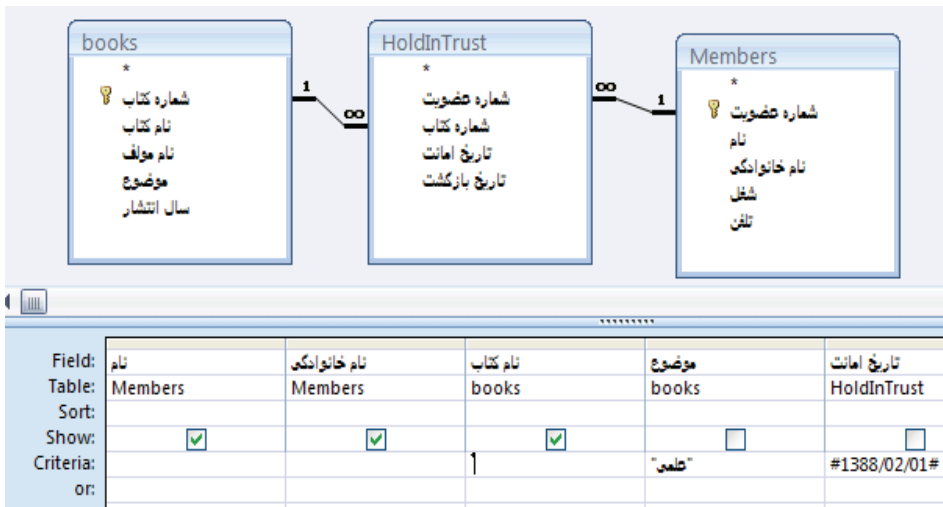 books
*
شماره کتاب
نام کتاب
نام مولف
موضوع
سال انتشار
1
∞
HoldInTrust
*
شماره عضویت
شماره کتاب
تاریخ امانت
تاریخ بازگشت
∞
1
Members
*
شماره عضویت
نام
نام خانوادگی
شغل
تلفن
Field: نام نام خانوادگی نام کتاب موضوع تاریخ امانت
Table: Members Members books books HoldInTrust
Sort:
Show:
Criteria: "علمی" #1388/02/01#
or: